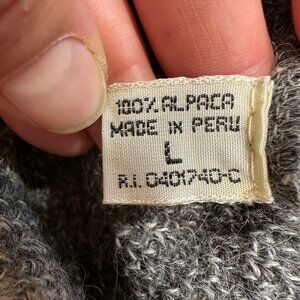 100% ALPACA
MADE IN PERU
L
R.I. 0401740-C